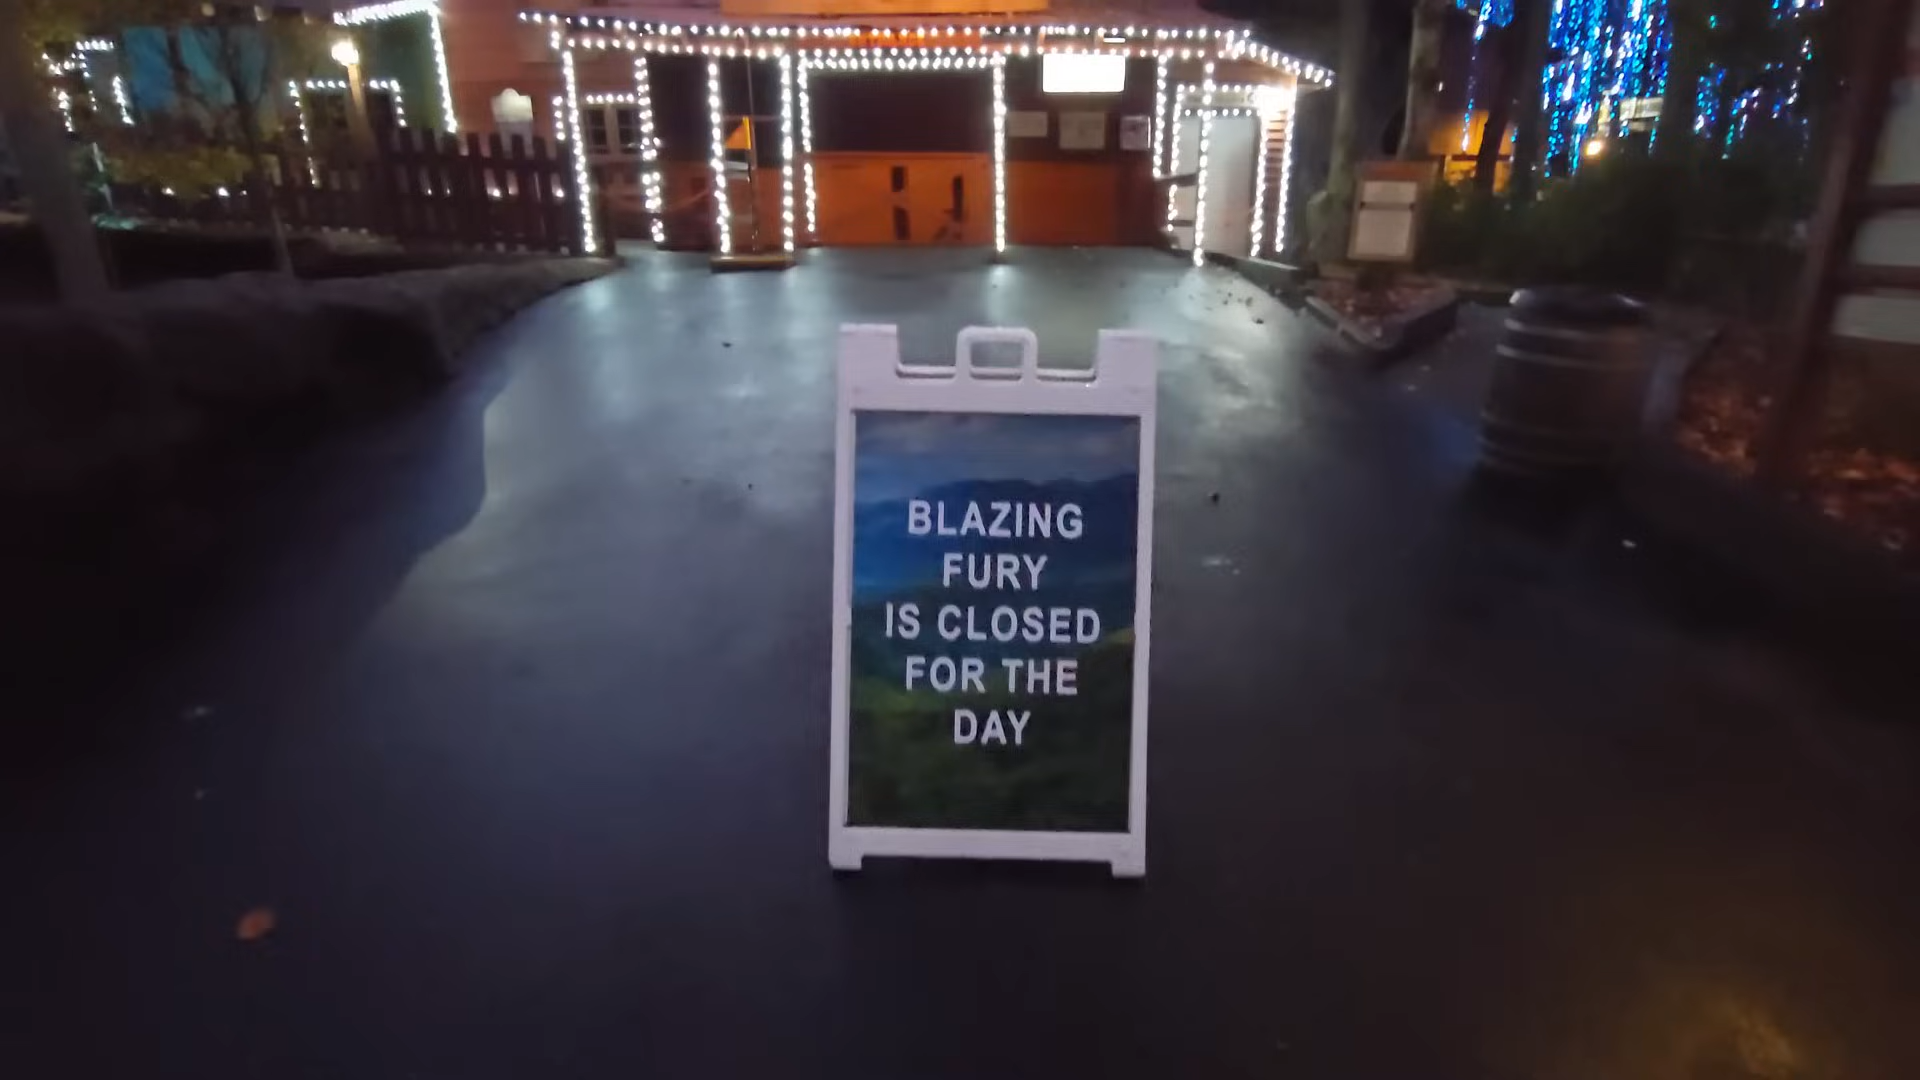 BLAZING
FURY
IS CLOSED
FOR THE
DAY